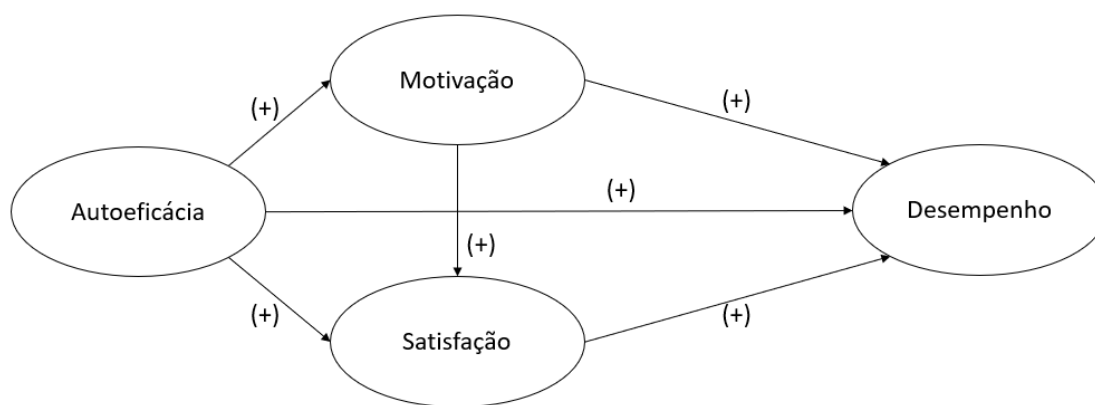 Motivação
(+)
(+)
Autoeficácia
(+)
Desempenho
(+)
(+)
Satisfação
(+)